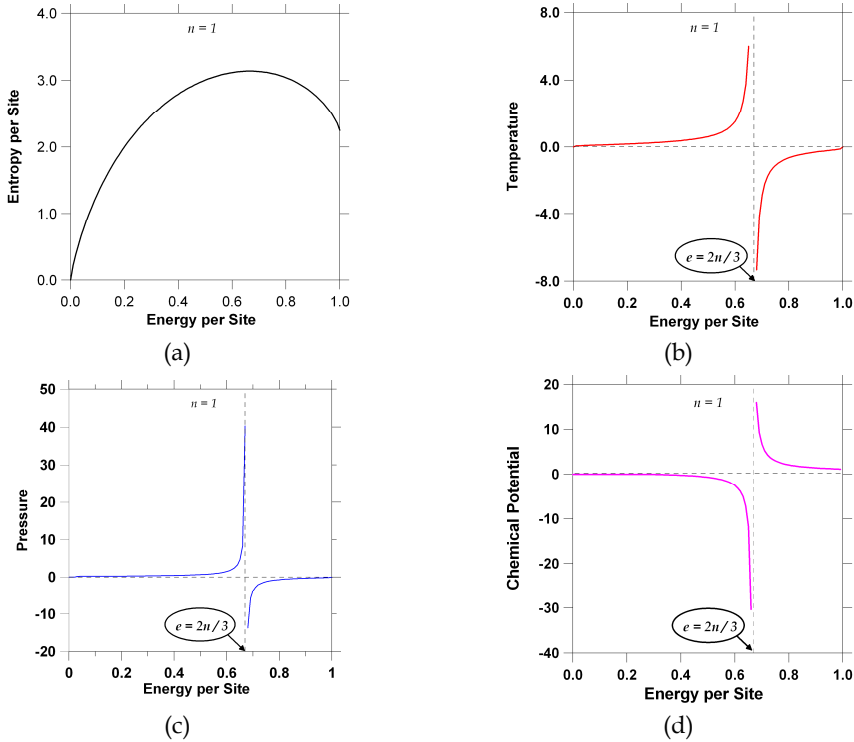 n = 1
Entropy per Site
4.0
3.0
2.0
1.0
0.0
0.0 0.2 0.4 0.6 0.8 1.0
Energy per Site
(a)
n = 1
Temperature
8.0
4.0
0.0
-4.0
-8.0
e = 2n / 3
0.0 0.2 0.4 0.6 0.8 1.0
Energy per Site
(b)
n = 1
Pressure
50
40
30
20
10
0
-10
-20
e = 2n / 3
0 0.2 0.4 0.6 0.8 1.0
Energy per Site
(c)
n = 1
Chemical Potential
20
10
0
-10
-20
-30
-40
e = 2n / 3
0.0 0.2 0.4 0.6 0.8 1.0
Energy per Site
(d)